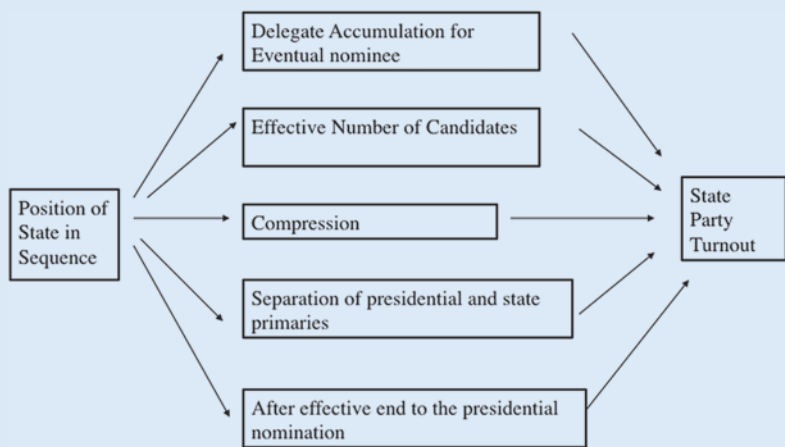 Delegate Accumulation for
Eventual nominee
Effective Number of Candidates
Position of
State in
Sequence
Compression
State
Party
Turnout
Separation of presidential and state
primaries
After effective end to the presidential
nomination